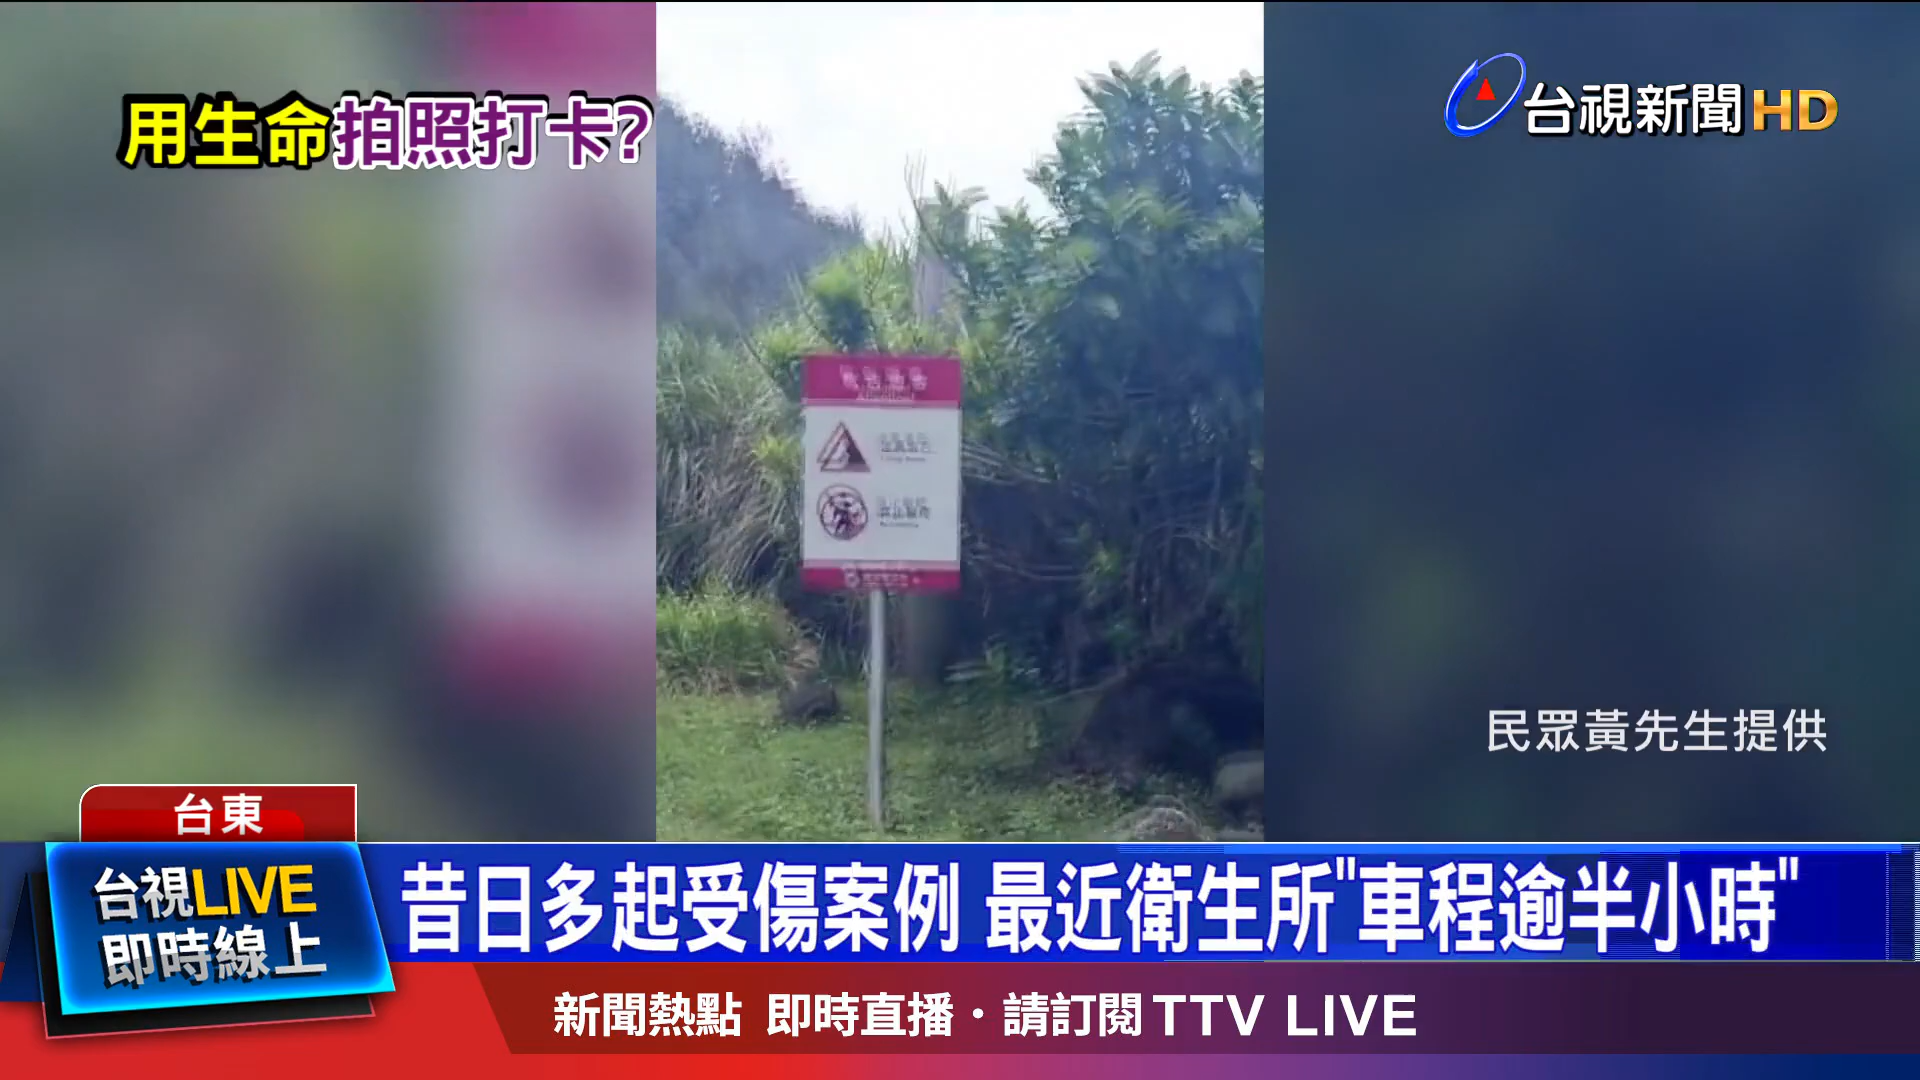 用生命拍照打卡?
台視新聞HD
民眾黃先生提供
台東
台視LIVE
即時線上
昔日多起受傷案例 最近衛生所"車程逾半小時"
新聞熱點 即時直播・請訂閱TTV LIVE